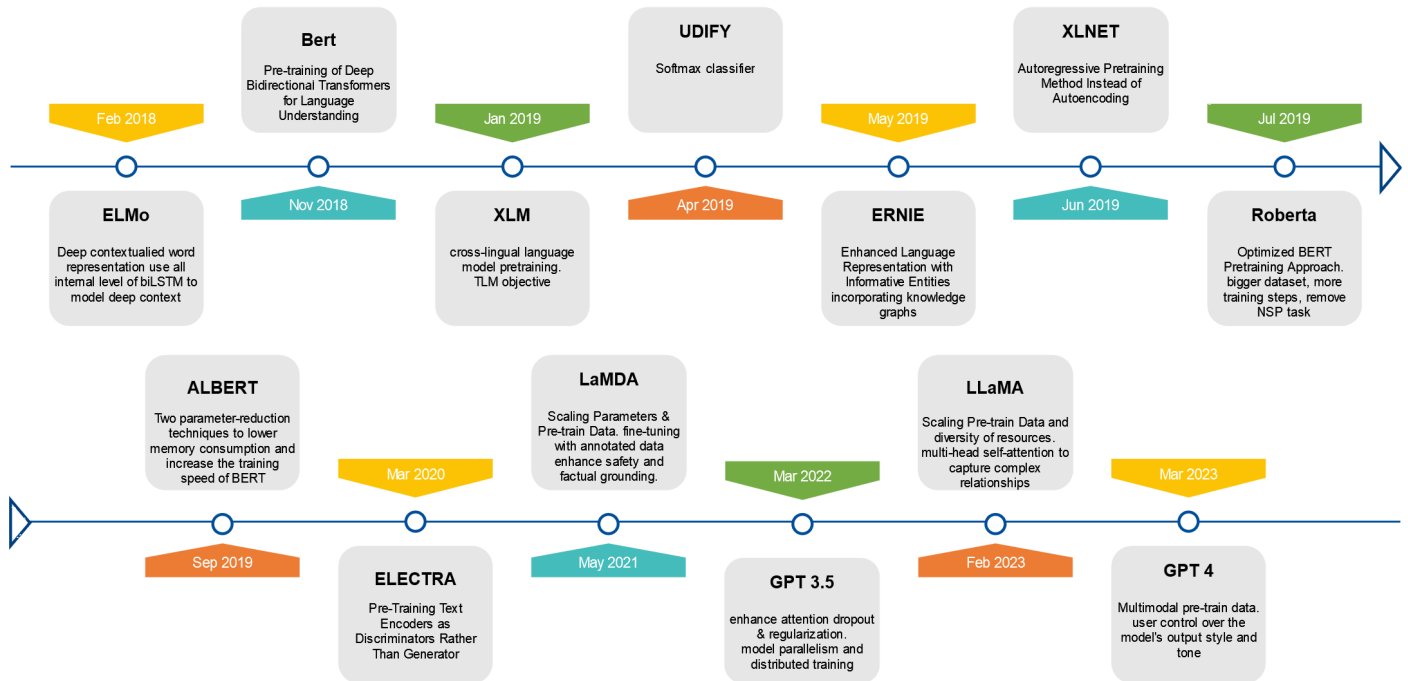 Feb 2018
ELMo
Deep contextualied word
representation use all
internal level of biLSTM to
model deep context
Bert
Pre-training of Deep
Bidirectional Transformers
for Language
Understanding
Nov 2018
Jan 2019
XLM
cross-lingual language
model pretraining.
TLM objective
UDIFY
Softmax classifier
Apr 2019
May 2019
ERNIE
Enhanced Language
Representation with
Informative Entities
incorporating knowledge
graphs
XLNET
Autoregressive Pretraining
Method Instead of
Autoencoding
Jun 2019
Jul 2019
Roberta
Optimized BERT
Pretraining Approach.
bigger dataset, more
training steps, remove
NSP task
ALBERT
Two parameter-reduction
techniques to lower
memory consumption and
increase the training
speed of BERT
Sep 2019
Mar 2020
ELECTRA
Pre-Training Text
Encoders as
Discriminators Rather
Than Generator
LaMDA
Scaling Parameters &
Pre-train Data. fine-tuning
with annotated data
enhance safety and
factual grounding.
May 2021
Mar 2022
GPT 3.5
enhance attention dropout
& regularization.
model parallelism and
distributed training
LLaMA
Scaling Pre-train Data and
diversity of resources.
multi-head self-attention to
capture complex
relationships
Feb 2023
Mar 2023
GPT 4
Multimodal pre-train data.
user control over the
model's output style and
tone